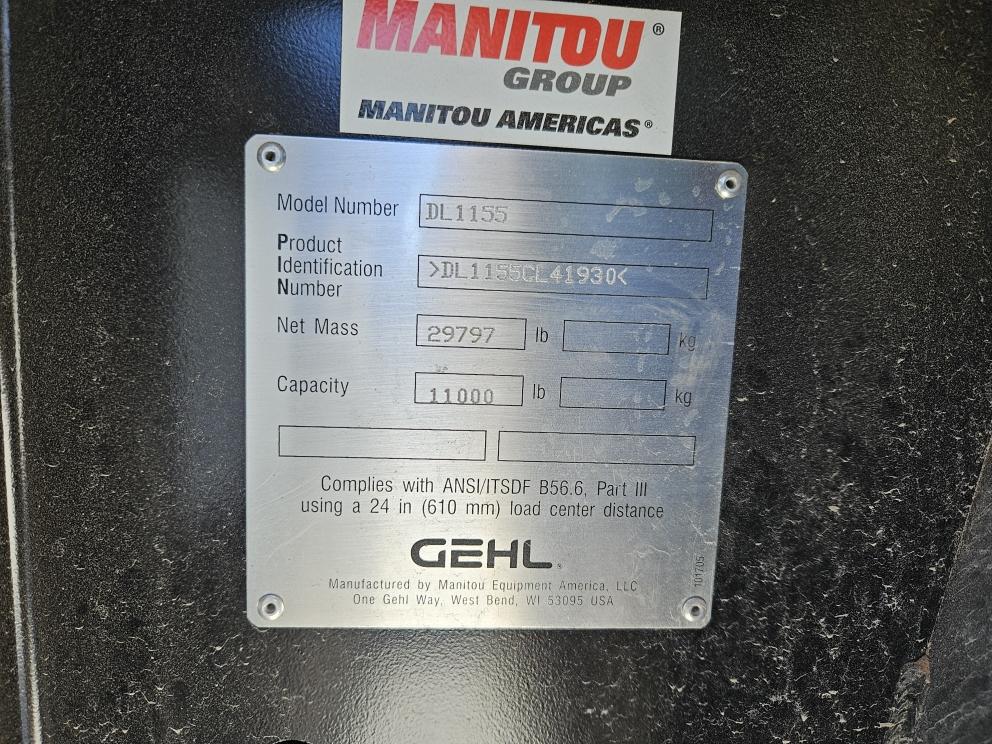 MANITOU®
GROUP
MANITOU AMERICAS®
Model Number DL1155
Product
Identification >DL1155CL41930<
Number
Net Mass 29797 lb kg
Capacity 11000 lb kg
Complies with ANSI/ITSDF B56.6, Part III
using a 24 in (610 mm) load center distance
GEHL®
Manufactured by Manitou Equipment America, LLC
One Gehl Way, West Bend, WI 53095 USA
101705